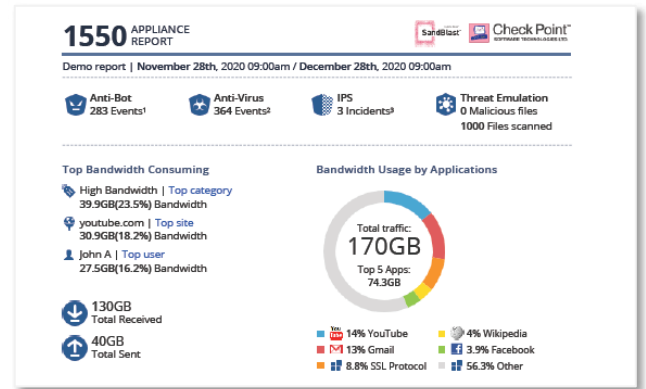 1550 APPLIANCE
REPORT
SandBlast
Check Point
SOFTWARE TECHNOLOGIES LTD.
Demo report | November 28th, 2020 09:00am / December 28th, 2020 09:00am
Anti-Bot
283 Events¹
Anti-Virus
364 Events²
IPS
3 Incidents³
Threat Emulation
0 Malicious files
1000 Files scanned
Top Bandwidth Consuming
High Bandwidth | Top category
39.9GB(23.5%) Bandwidth
youtube.com | Top site
30.9GB(18.2%) Bandwidth
John A | Top user
27.5GB(16.2%) Bandwidth
130GB
Total Received
40GB
Total Sent
Bandwidth Usage by Applications
Total traffic:
170GB
Top 5 Apps:
74.3GB
You
Tube
14% YouTube
13% Gmail
8.8% SSL Protocol
4% Wikipedia
3.9% Facebook
56.3% Other